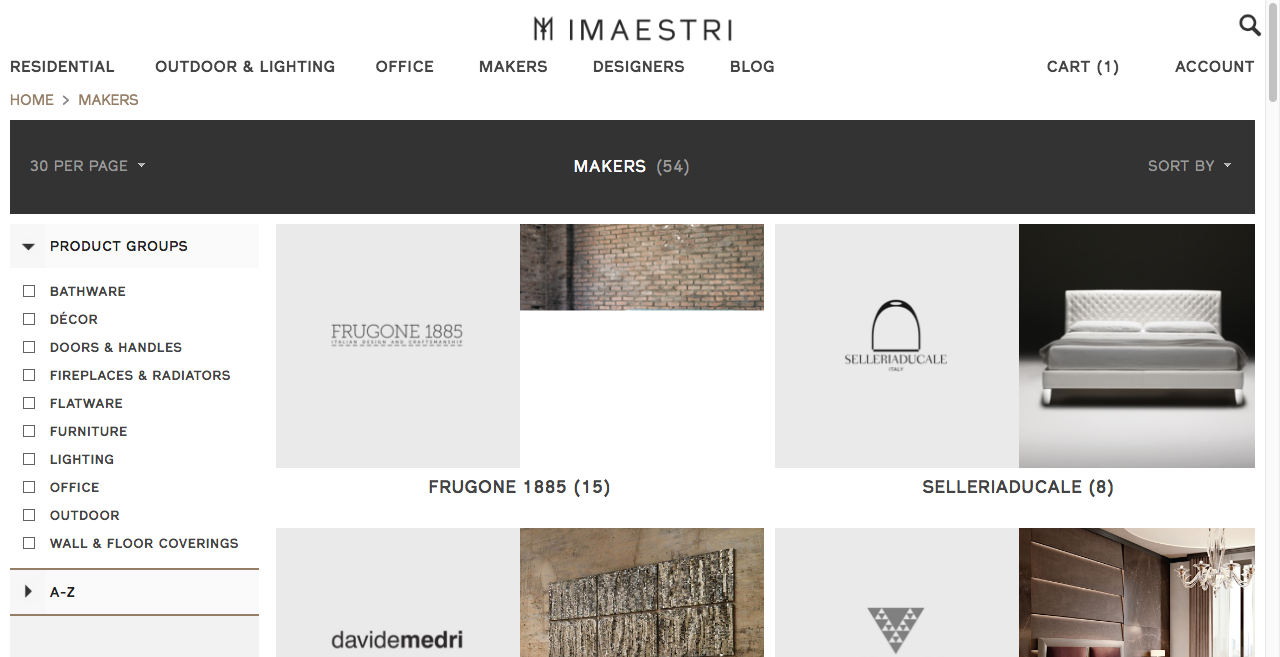 IMAESTRI
RESIDENTIAL OUTDOOR & LIGHTING OFFICE MAKERS DESIGNERS BLOG CART (1) ACCOUNT
HOME > MAKERS
30 PER PAGE MAKERS (54) SORT BY
PRODUCT GROUPS
BATHWARE
DÉCOR
DOORS & HANDLES
FIREPLACES & RADIATORS
FLATWARE
FURNITURE
LIGHTING
OFFICE
OUTDOOR
WALL & FLOOR COVERINGS
A-Z
FRUGONE 1885
ITALIAN DESIGN AND CRAFTSMANSHIP
FRUGONE 1885 (15)
SELLERIADUCALE
ITALY
SELLERIADUCALE (8)
davidemedri